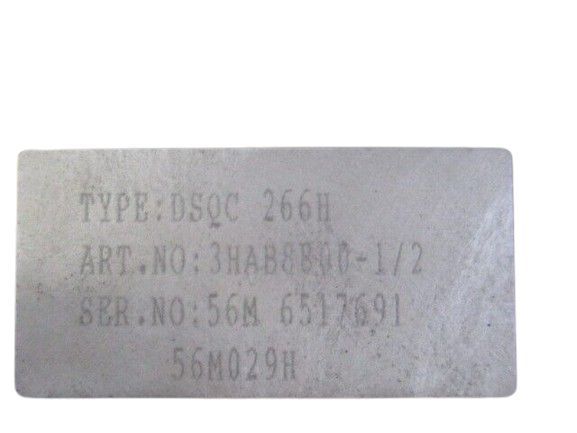 TYPE:DSQC 266H
ART.NO:3HAB8800-1/2
SER.NO:56M 6517691
56M029H